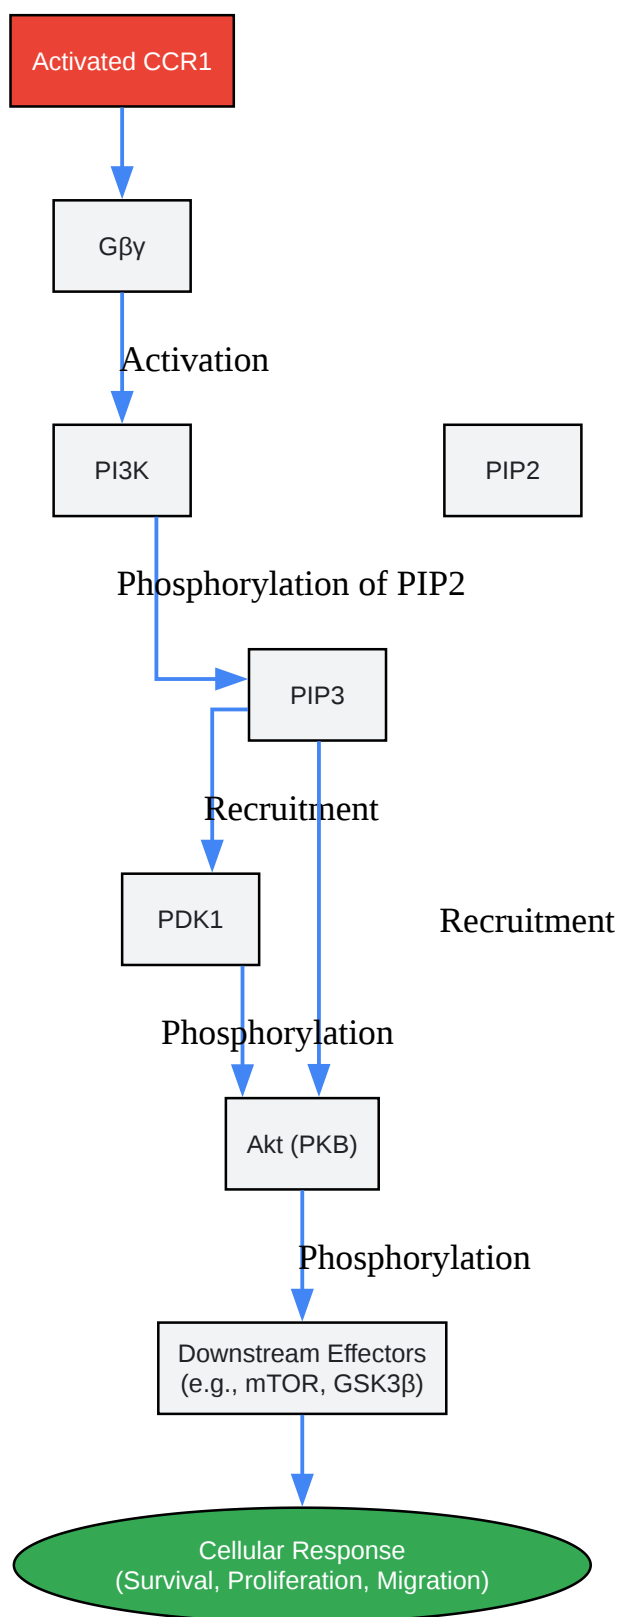 Activated CCR1
Gβγ
Activation
PI3K
PIP2
Phosphorylation of PIP2
PIP3
Recruitment
PDK1
Recruitment
Phosphorylation
Akt (PKB)
Phosphorylation
Downstream Effectors
(e.g., mTOR, GSK3β)
Cellular Response
(Survival, Proliferation, Migration)